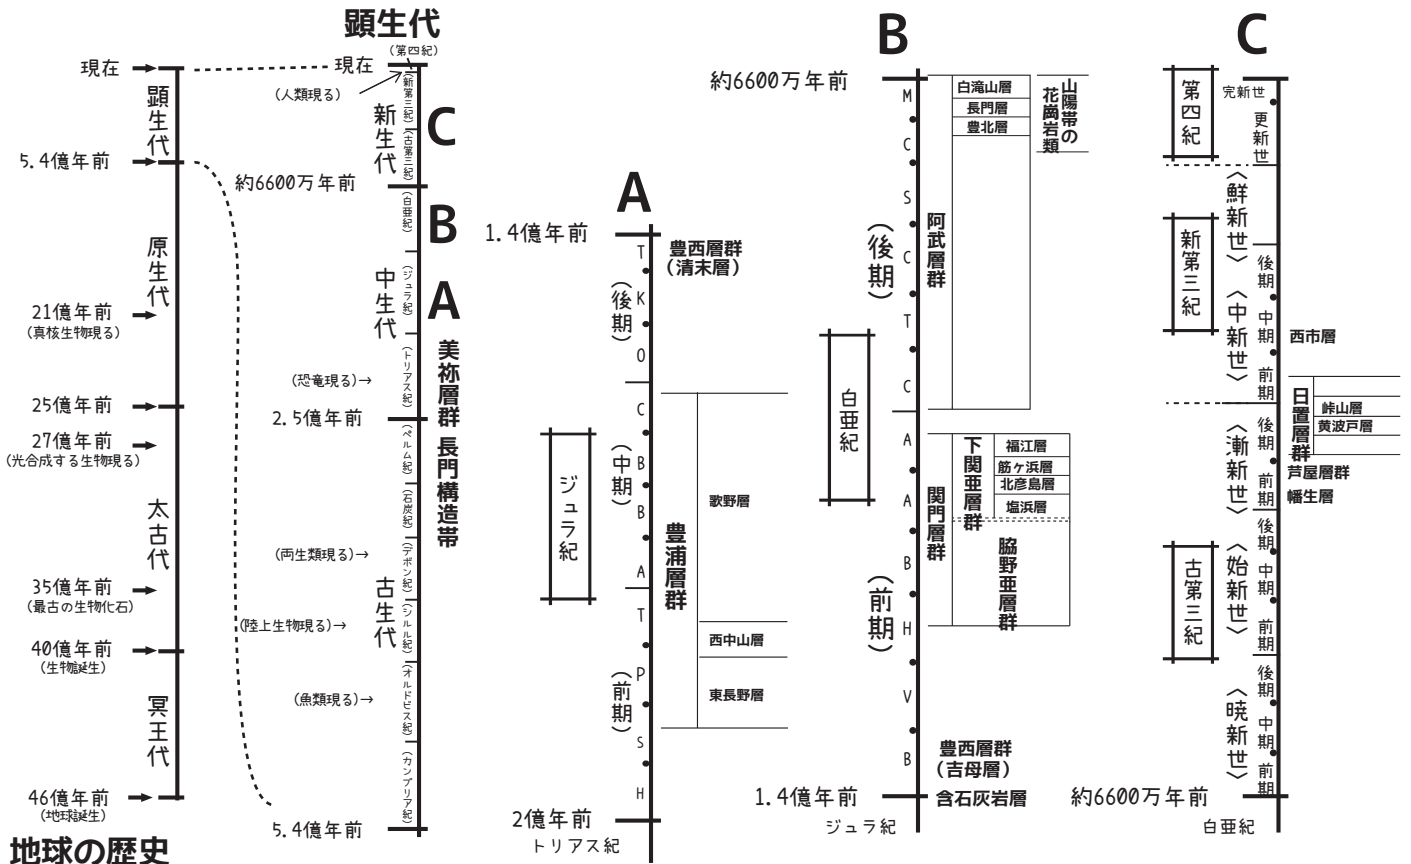 顕生代
現在
顕生代
5.4億年前
原生代
21億年前
(真核生物現る)
25億年前
27億年前
(光合成する生物現る)
太古代
35億年前
(最古の生物化石)
40億年前
(生物誕生)
冥王代
46億年前
(地球誕生)
地球の歴史
現在
(第四紀)
(人類現る)
(新第三紀)
新生代
(古第三紀)
C
約6600万年前
(白亜紀)
B
中生代
(ジュラ紀)
A
(トリアス紀)
(恐竜現る)→
美祢層群
2.5億年前
(ペルム紀)
長門構造帯
(石炭紀)
(両生類現る)→
(デボン紀)
古生代
(陸上生物現る)→
(シルル紀)
(魚類現る)→
(オルドビス紀)
(カンブリア紀)
5.4億年前
A
1.4億年前
T
豊西層群
(清末層)
(後期)
K
O
C
(中期)
B
B
A
ジュラ紀
歌野層
豊浦層群
T
西中山層
(前期)
P
東長野層
S
H
2億年前
トリアス紀
B
約6600万年前
M
C
S
C
T
C
(後期)
白滝山層
長門層
豊北層
山陽帯の
花崗岩類
阿武層群
白亜紀
A
A
B
H
V
B
(前期)
関門層群
下関亜層群
福江層
筋ヶ浜層
北彦島層
塩浜層
脇野亜層群
豊西層群
(吉母層)
1.4億年前
含石灰岩層
ジュラ紀
C
第四紀
完新世
更新世
新第三紀
〈鮮新世〉
〈中新世〉
後期
中期
前期
西市層
日置層群
峠山層
黄波戸層
〈漸新世〉
後期
前期
芦屋層群
幡生層
古第三紀
〈始新世〉
後期
中期
前期
〈暁新世〉
後期
中期
前期
約6600万年前
白亜紀